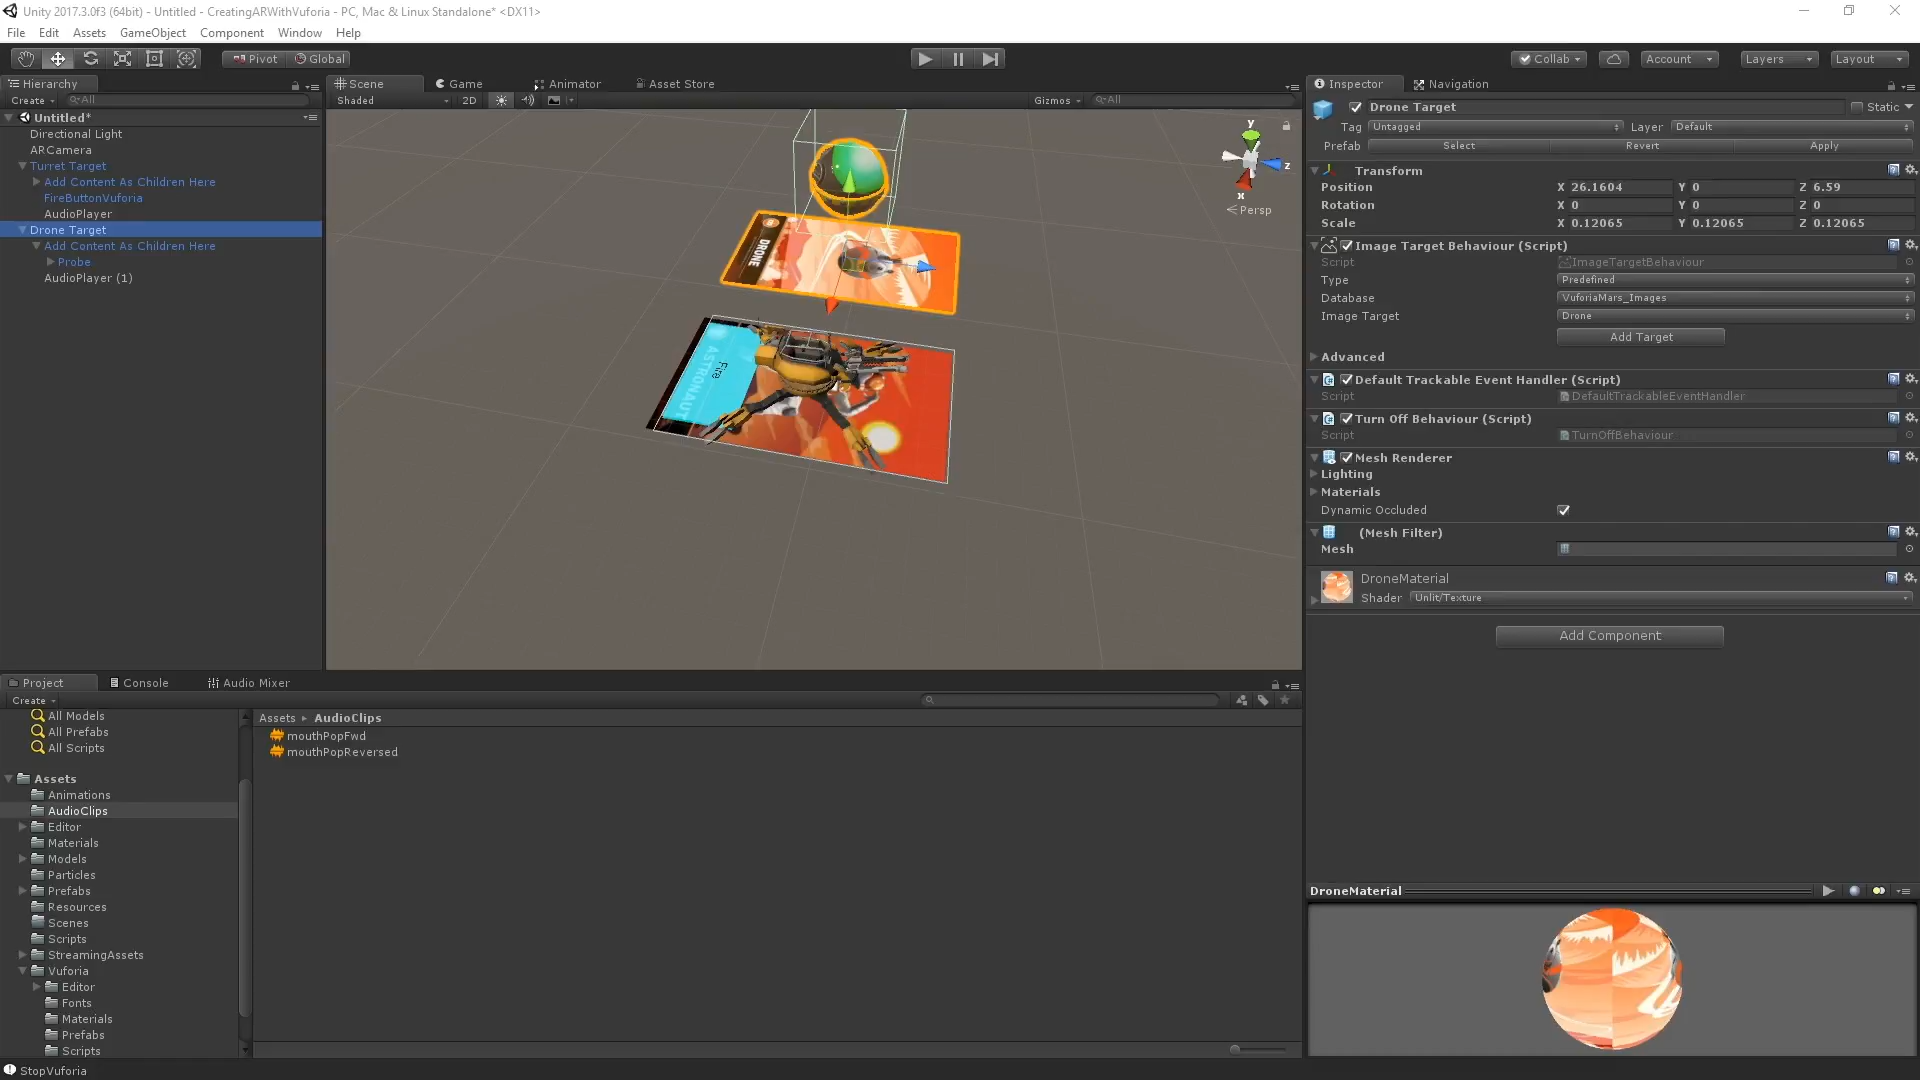 Unity 2017.3.0f3 (64bit) - Untitled - CreatingARWithVuforia - PC, Mac & Linux Standalone* <DX11>
File Edit Assets GameObject Component Window Help
Pivot Global Collab Account Layers Layout
Hierarchy
Create All
Untitled*
Directional Light
ARCamera
Turret Target
Add Content As Children Here
FireButtonVuforia
AudioPlayer
Drone Target
Add Content As Children Here
Probe
AudioPlayer (1)
Scene Game Animator Asset Store
Shaded 2D Gizmos All
y
z
x
Persp
DRONE
ASTRONAUT
Fire
Inspector Navigation
Drone Target Static
Tag Untagged Layer Default
Prefab Select Revert Apply
Transform
Position X 26.1604 Y 0 Z 6.59
Rotation X 0 Y 0 Z 0
Scale X 0.12065 Y 0.12065 Z 0.12065
Image Target Behaviour (Script)
Script ImageTargetBehaviour
Type Predefined
Database VuforiaMars_Images
Image Target Drone
Add Target
Advanced
Default Trackable Event Handler (Script)
Script DefaultTrackableEventHandler
Turn Off Behaviour (Script)
Script TurnOffBehaviour
Mesh Renderer
Lighting
Materials
Dynamic Occluded
(Mesh Filter)
Mesh
DroneMaterial
Shader Unlit/Texture
Add Component
DroneMaterial
Project Console Audio Mixer
Create
All Models
All Prefabs
All Scripts
Assets
Animations
AudioClips
Editor
Materials
Models
Particles
Prefabs
Resources
Scenes
Scripts
StreamingAssets
Vuforia
Editor
Fonts
Materials
Prefabs
Scripts
Assets AudioClips
mouthPopFwd
mouthPopReversed
StopVuforia